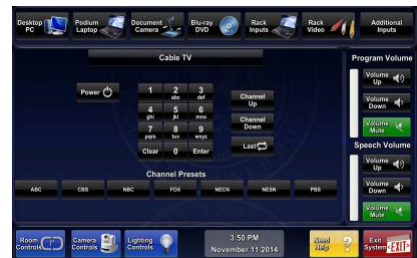 Desktop PC
Podium Laptop
Document Camera
Blu-ray DVD
Rack Inputs
Rack Video
Additional Inputs
Cable TV
Program Volume
Power
1
2 abc
3 def
4 ghi
5 jkl
6 mno
7 pqrs
8 tuv
9 wxyz
Clear
0
Enter
Channel Up
Channel Down
Last
Volume Up
Volume Down
Volume Mute
Speech Volume
Volume Up
Volume Down
Volume Mute
Channel Presets
ABC
CBS
NBC
FOX
NECN
NESN
PBS
Room Controls
Camera Controls
Lighting Controls
3:50 PM
November 11 2014
Need Help
?
Exit System
EXIT